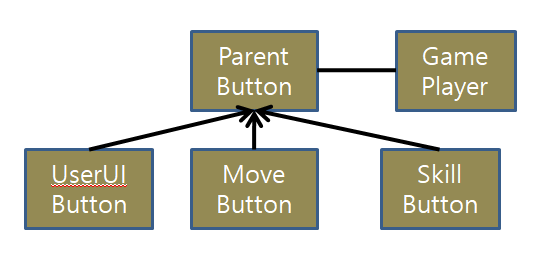 Parent
Button
Game
Player
UserUI
Button
Move
Button
Skill
Button